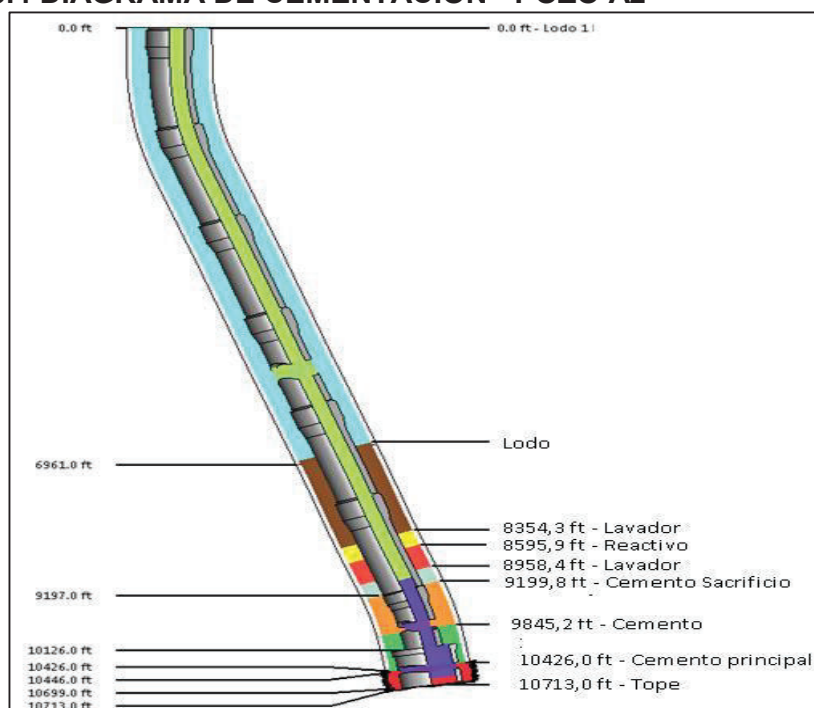 DIAGRAMA DE CEMENTACIÓN - POZO A2
0.0 ft
0.0 ft - Lodo 1
Lodo
6961.0 ft
8354,3 ft - Lavador
8595,9 ft - Reactivo
8958,4 ft - Lavador
9199,8 ft - Cemento Sacrificio
9197.0 ft
9845,2 ft - Cemento
10126.0 ft
10426,0 ft - Cemento principal
10426.0 ft
10446.0 ft
10699.0 ft
10713,0 ft - Tope
10713.0 ft